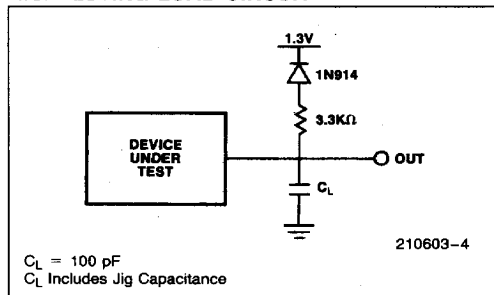 1.3V
1N914
3.3KΩ
DEVICE
UNDER
TEST
OUT
CL
210603–4
CL = 100 pF
CL Includes Jig Capacitance